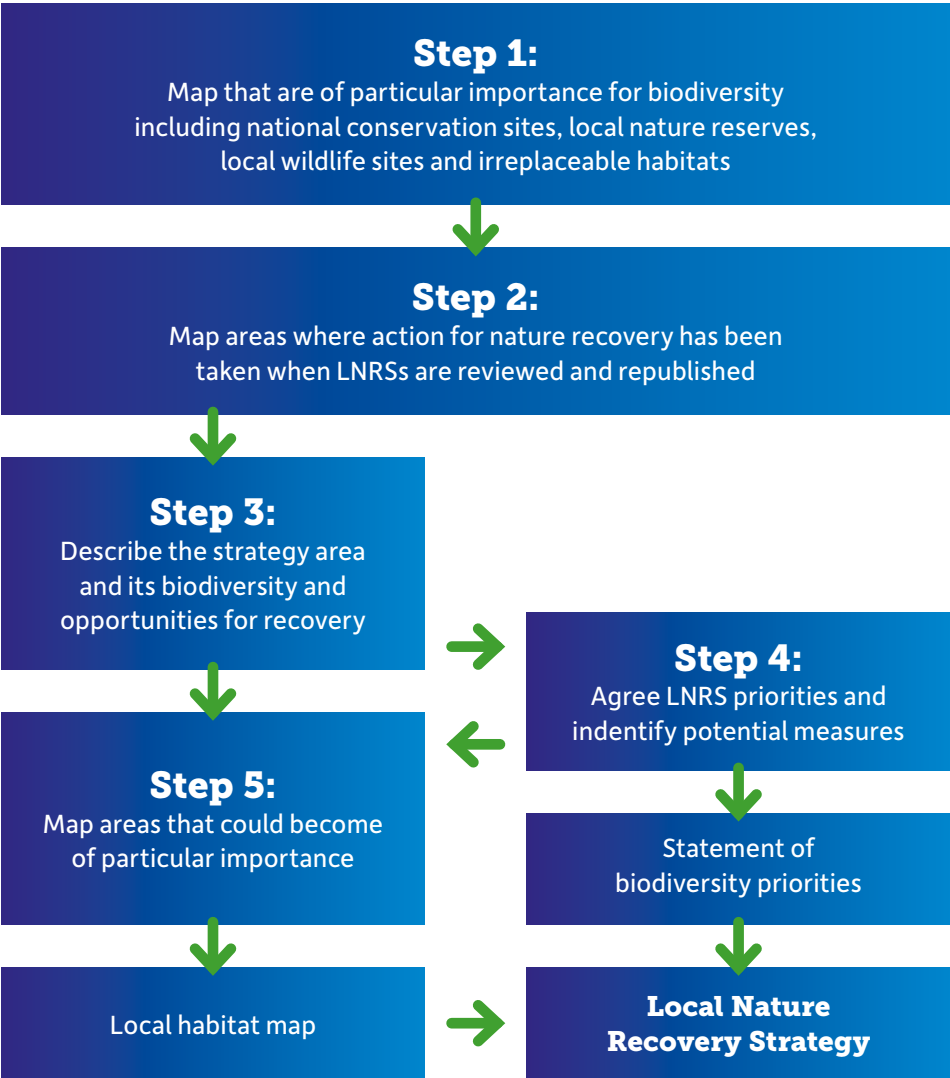 Step 1:
Map that are of particular importance for biodiversity
including national conservation sites, local nature reserves,
local wildlife sites and irreplaceable habitats
Step 2:
Map areas where action for nature recovery has been
taken when LNRSs are reviewed and republished
Step 3:
Describe the strategy area
and its biodiversity and
opportunities for recovery
Step 4:
Agree LNRS priorities and
indentify potential measures
Step 5:
Map areas that could become
of particular importance
Statement of
biodiversity priorities
Local habitat map
Local Nature
Recovery Strategy